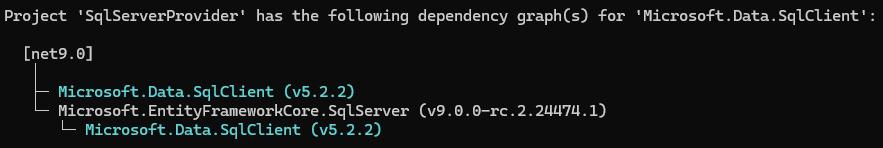 Project 'SqlServerProvider' has the following dependency graph(s) for 'Microsoft.Data.SqlClient':
[net9.0]
Microsoft.Data.SqlClient (v5.2.2)
Microsoft.EntityFrameworkCore.SqlServer (v9.0.0-rc.2.24474.1)
Microsoft.Data.SqlClient (v5.2.2)